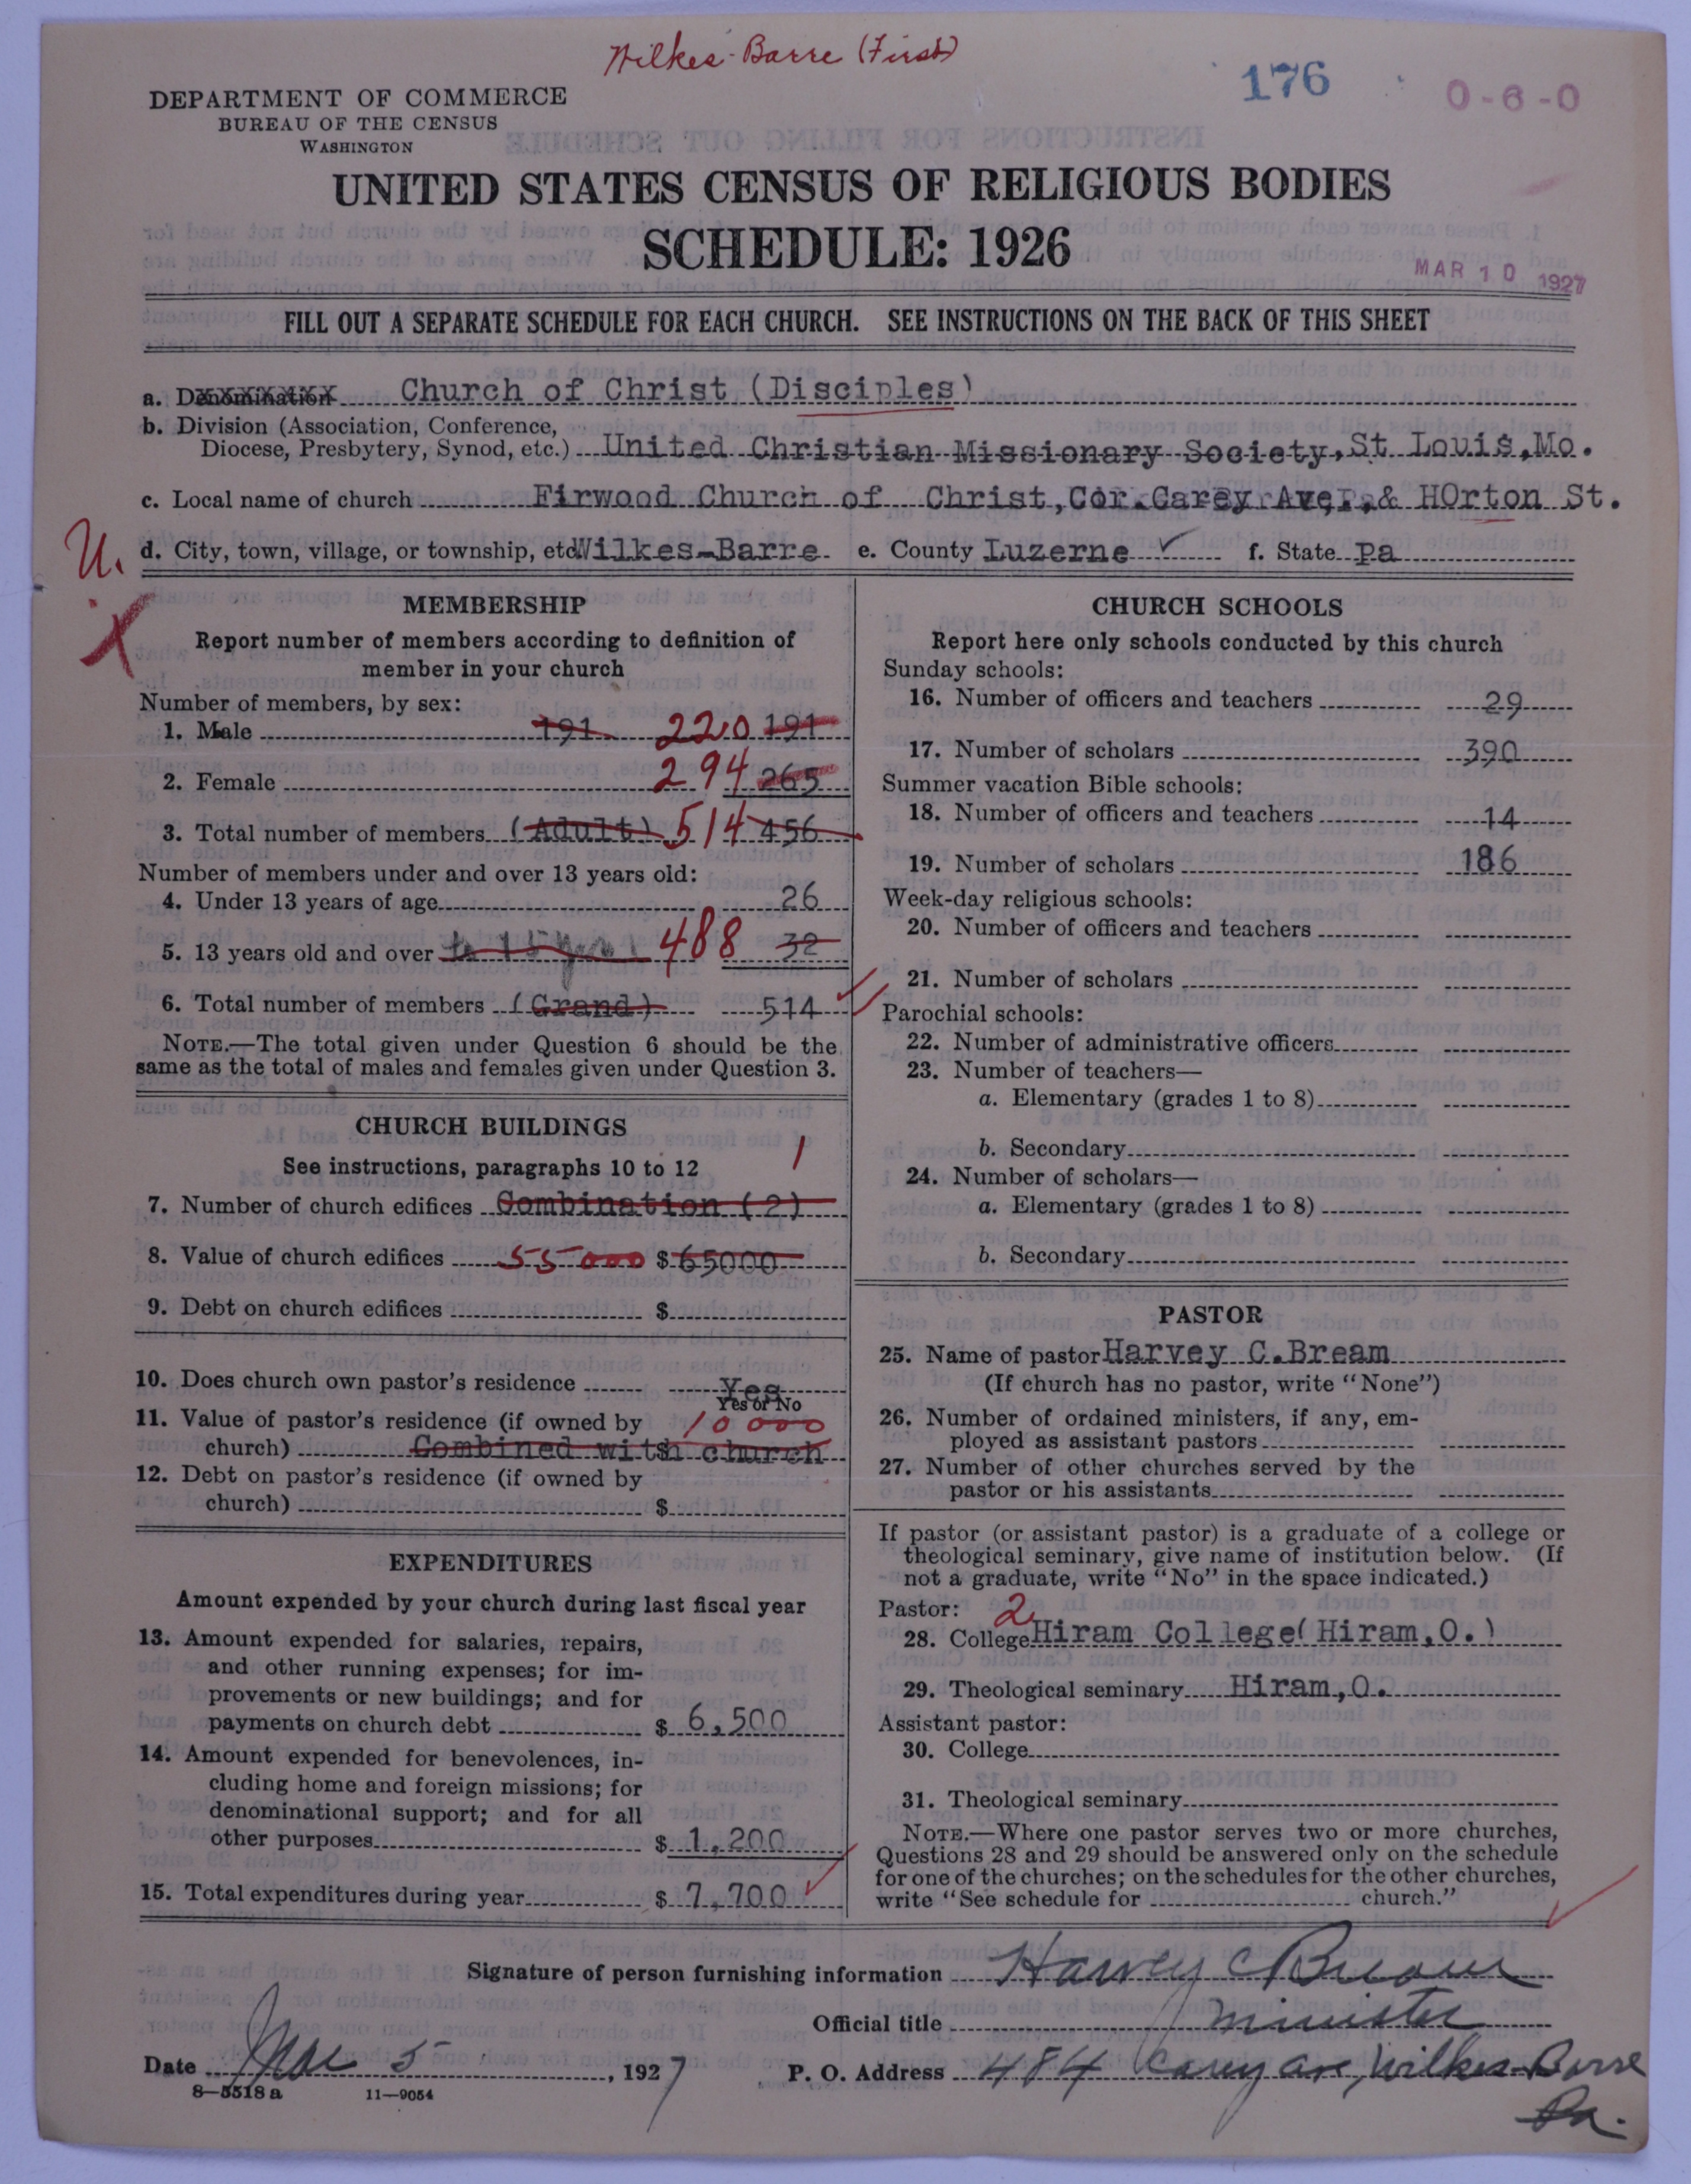 Wilkes-Barre (First)
176
0-6-0
DEPARTMENT OF COMMERCE
BUREAU OF THE CENSUS
WASHINGTON
UNITED STATES CENSUS OF RELIGIOUS BODIES
SCHEDULE: 1926
MAR 10 1927
FILL OUT A SEPARATE SCHEDULE FOR EACH CHURCH. SEE INSTRUCTIONS ON THE BACK OF THIS SHEET
a. Denomination Church of Christ (Disciples)
b. Division (Association, Conference,
Diocese, Presbytery, Synod, etc.) United Christian Missionary Society, St Louis, Mo.
c. Local name of church Firwood Church of Christ, Cor. Carey Ave, & HOrton St.
U.
d. City, town, village, or township, etc Wilkes-Barre e. County Luzerne ✓ f. State Pa
X
MEMBERSHIP
Report number of members according to definition of
member in your church
Number of members, by sex:
1. Male 191 220 191
2. Female 294 265
3. Total number of members (Adult) 514 456
Number of members under and over 13 years old:
4. Under 13 years of age 26
5. 13 years old and over 488 32
6. Total number of members (Grand) 514
NOTE.—The total given under Question 6 should be the
same as the total of males and females given under Question 3.
CHURCH BUILDINGS
See instructions, paragraphs 10 to 12
1
7. Number of church edifices Combination (2)
8. Value of church edifices 55000 $ 65000
9. Debt on church edifices $
10. Does church own pastor's residence Yes
Yes or No
11. Value of pastor's residence (if owned by 10000
church) Combined with church
12. Debt on pastor's residence (if owned by
church) $
EXPENDITURES
Amount expended by your church during last fiscal year
13. Amount expended for salaries, repairs,
and other running expenses; for im-
provements or new buildings; and for
payments on church debt $ 6,500
14. Amount expended for benevolences, in-
cluding home and foreign missions; for
denominational support; and for all
other purposes $ 1,200
15. Total expenditures during year $ 7,700
CHURCH SCHOOLS
Report here only schools conducted by this church
Sunday schools:
16. Number of officers and teachers 29
17. Number of scholars 390
Summer vacation Bible schools:
18. Number of officers and teachers 14
19. Number of scholars 186
Week-day religious schools:
20. Number of officers and teachers
21. Number of scholars
Parochial schools:
22. Number of administrative officers
23. Number of teachers—
a. Elementary (grades 1 to 8)
b. Secondary
24. Number of scholars—
a. Elementary (grades 1 to 8)
b. Secondary
PASTOR
25. Name of pastor Harvey C.Bream
(If church has no pastor, write "None")
26. Number of ordained ministers, if any, em-
ployed as assistant pastors
27. Number of other churches served by the
pastor or his assistants
If pastor (or assistant pastor) is a graduate of a college or
theological seminary, give name of institution below. (If
not a graduate, write "No" in the space indicated.)
Pastor: 2
28. College Hiram College( Hiram,O.)
29. Theological seminary Hiram,O.
Assistant pastor:
30. College
31. Theological seminary
NOTE.—Where one pastor serves two or more churches,
Questions 28 and 29 should be answered only on the schedule
for one of the churches; on the schedules for the other churches,
write "See schedule for church."
Signature of person furnishing information Harvey C Bream
Official title Minister
Date Mar 5, 1927 P. O. Address 484 Carey Ave, Wilkes-Barre
Pa.
8-5518a 11-9054